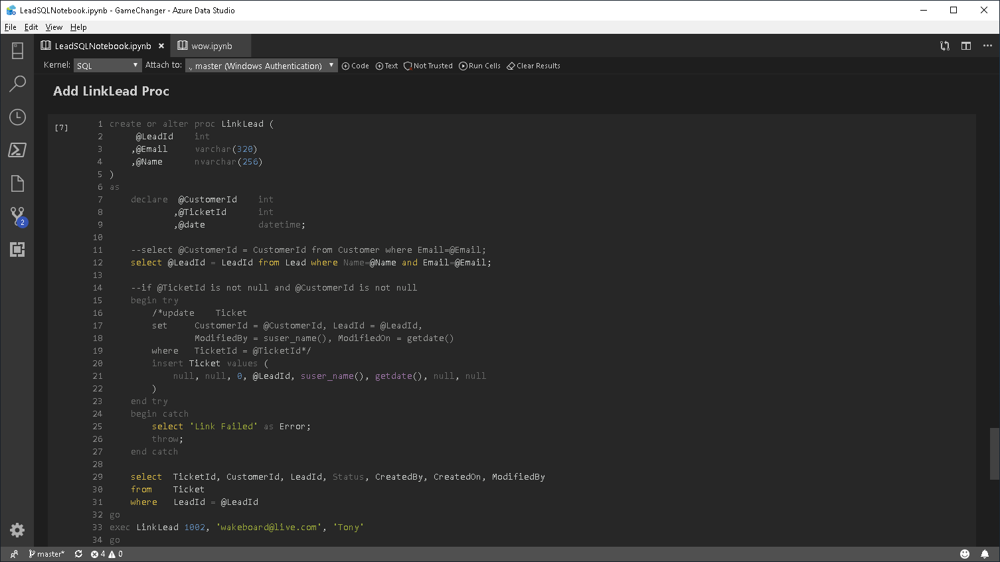 LeadSQLNotebook.ipynb - GameChanger - Azure Data Studio
File Edit View Help
LeadSQLNotebook.ipynb × wow.ipynb
Kernel: SQL Attach to: ., master (Windows Authentication) Code Text Not Trusted Run Cells Clear Results
Add LinkLead Proc
[7]
1 create or alter proc LinkLead (
2 @LeadId int
3 ,@Email varchar(320)
4 ,@Name nvarchar(256)
5 )
6 as
7 declare @CustomerId int
8 ,@TicketId int
9 ,@date datetime;
10
11 --select @CustomerId = CustomerId from Customer where Email=@Email;
12 select @LeadId = LeadId from Lead where Name=@Name and Email=@Email;
13
14 --if @TicketId is not null and @CustomerId is not null
15 begin try
16 /*update Ticket
17 set CustomerId = @CustomerId, LeadId = @LeadId,
18 ModifiedBy = suser_name(), ModifiedOn = getdate()
19 where TicketId = @TicketId*/
20 insert Ticket values (
21 null, null, 0, @LeadId, suser_name(), getdate(), null, null
22 )
23 end try
24 begin catch
25 select 'Link Failed' as Error;
26 throw;
27 end catch
28
29 select TicketId, CustomerId, LeadId, Status, CreatedBy, CreatedOn, ModifiedBy
30 from Ticket
31 where LeadId = @LeadId
32 go
33 exec LinkLead 1002, 'wakeboard@live.com', 'Tony'
34 go
2
master* 4 0